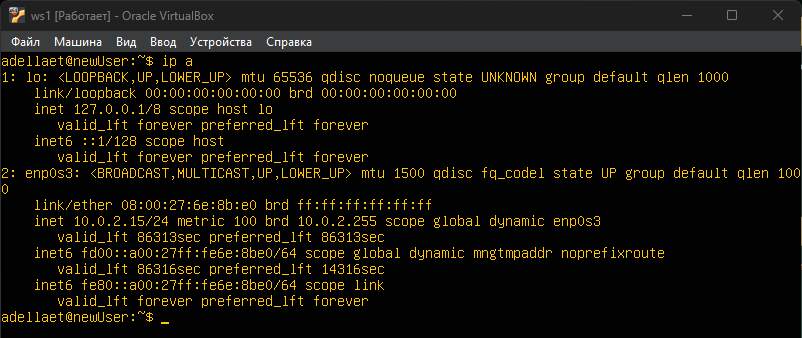 ws1 [Работает] - Oracle VirtualBox
Файл Машина Вид Ввод Устройства Справка
adellaet@newUser:~$ ip a
1: lo: <LOOPBACK,UP,LOWER_UP> mtu 65536 qdisc noqueue state UNKNOWN group default qlen 1000
    link/loopback 00:00:00:00:00:00 brd 00:00:00:00:00:00
    inet 127.0.0.1/8 scope host lo
       valid_lft forever preferred_lft forever
    inet6 ::1/128 scope host
       valid_lft forever preferred_lft forever
2: enp0s3: <BROADCAST,MULTICAST,UP,LOWER_UP> mtu 1500 qdisc fq_codel state UP group default qlen 100
0
    link/ether 08:00:27:6e:8b:e0 brd ff:ff:ff:ff:ff:ff
    inet 10.0.2.15/24 metric 100 brd 10.0.2.255 scope global dynamic enp0s3
       valid_lft 86313sec preferred_lft 86313sec
    inet6 fd00::a00:27ff:fe6e:8be0/64 scope global dynamic mngtmpaddr noprefixroute
       valid_lft 86316sec preferred_lft 14316sec
    inet6 fe80::a00:27ff:fe6e:8be0/64 scope link
       valid_lft forever preferred_lft forever
adellaet@newUser:~$ _